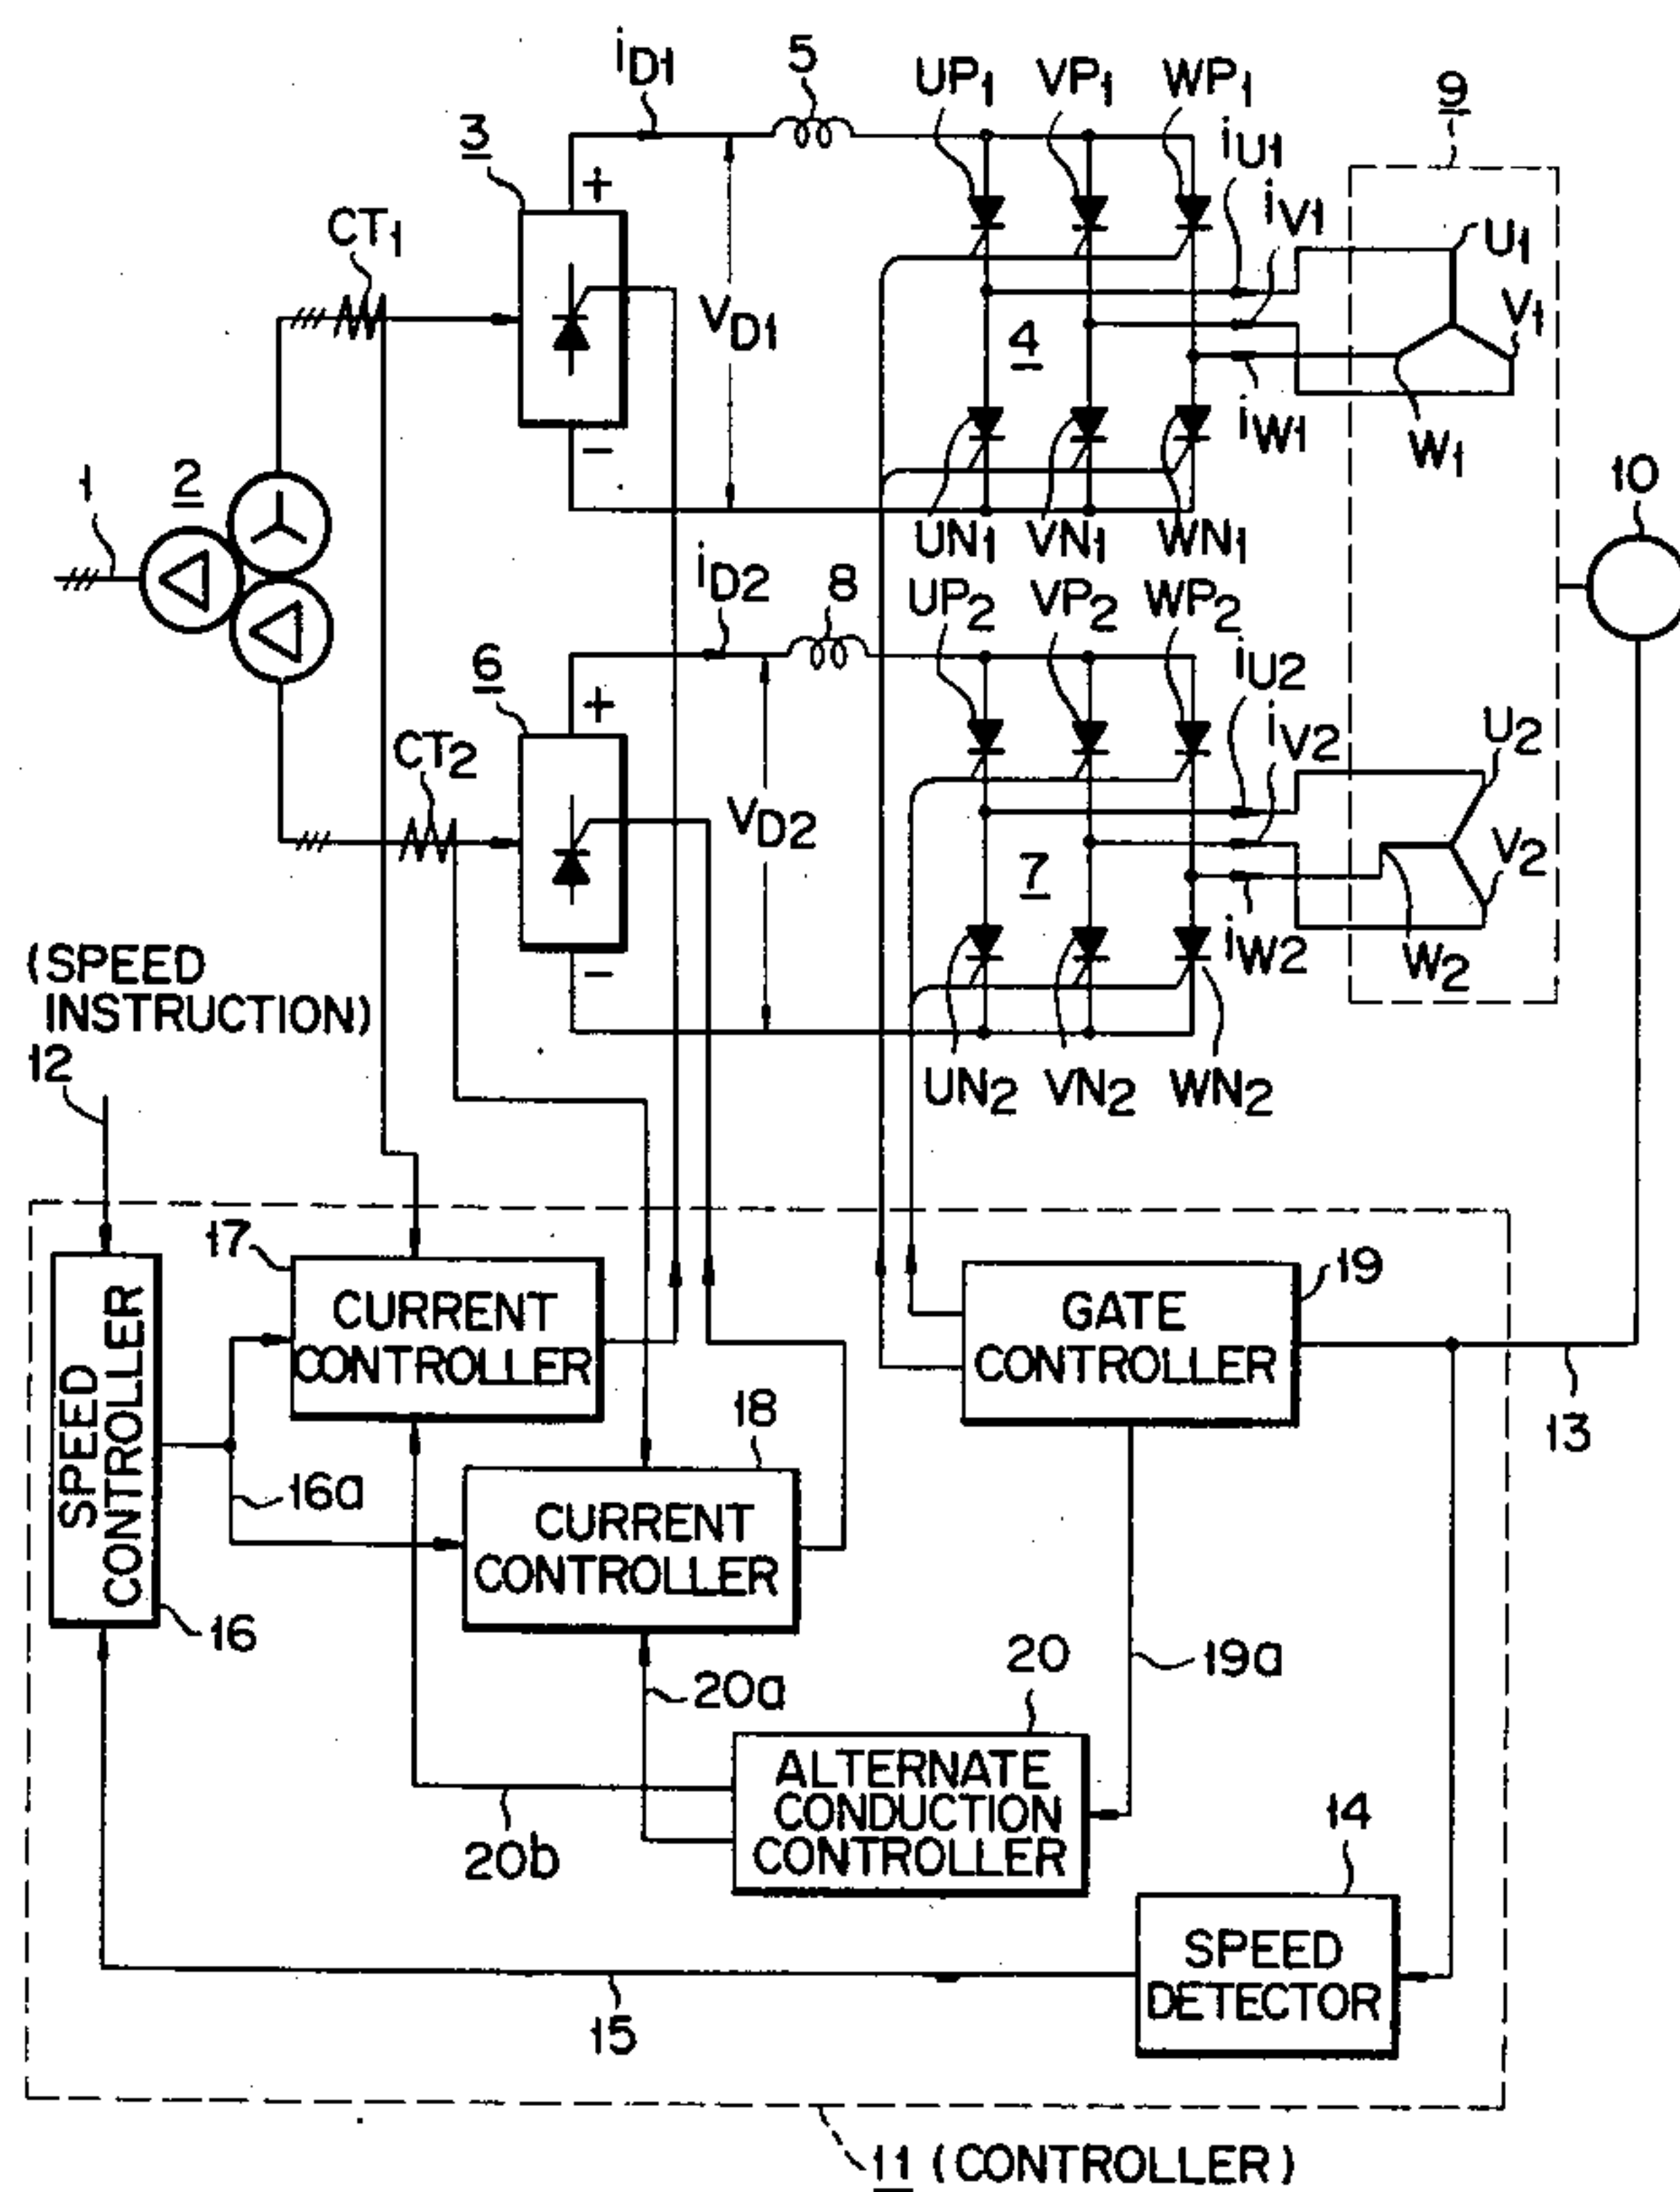 iD1
5
UP1
VP1
WP1
9
3
+
iU1
iV1
CT1
U1
VD1
V1
4
2
−
iW1
W1
1
10
UN1
VN1
WN1
iD2
8
UP2
VP2
WP2
6
+
iU2
iV2
U2
CT2
VD2
V2
7
(SPEED
INSTRUCTION)
−
iW2
W2
12
UN2
VN2
WN2
17
19
CURRENT
CONTROLLER
GATE
CONTROLLER
SPEED
CONTROLLER
18
13
16a
CURRENT
CONTROLLER
16
20
19a
20a
ALTERNATE
CONDUCTION
CONTROLLER
14
20b
SPEED
DETECTOR
15
11 (CONTROLLER)